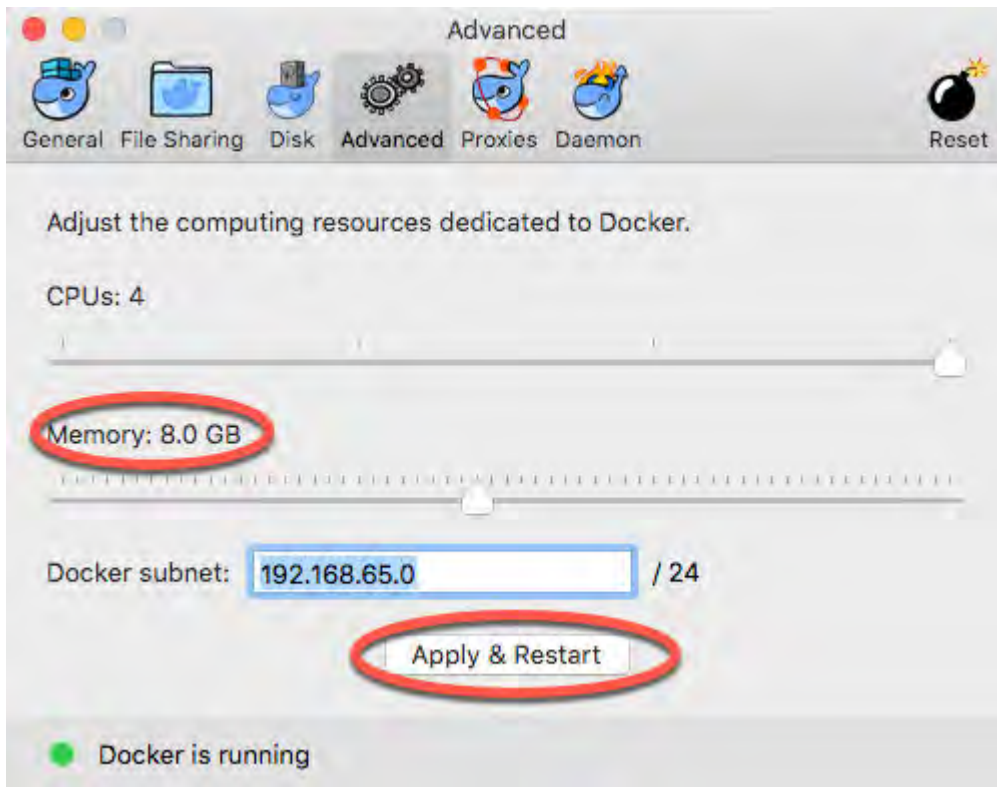 Advanced
General File Sharing Disk Advanced Proxies Daemon Reset
Adjust the computing resources dedicated to Docker.
CPUs: 4
Memory: 8.0 GB
Docker subnet: 192.168.65.0 / 24
Apply & Restart
Docker is running